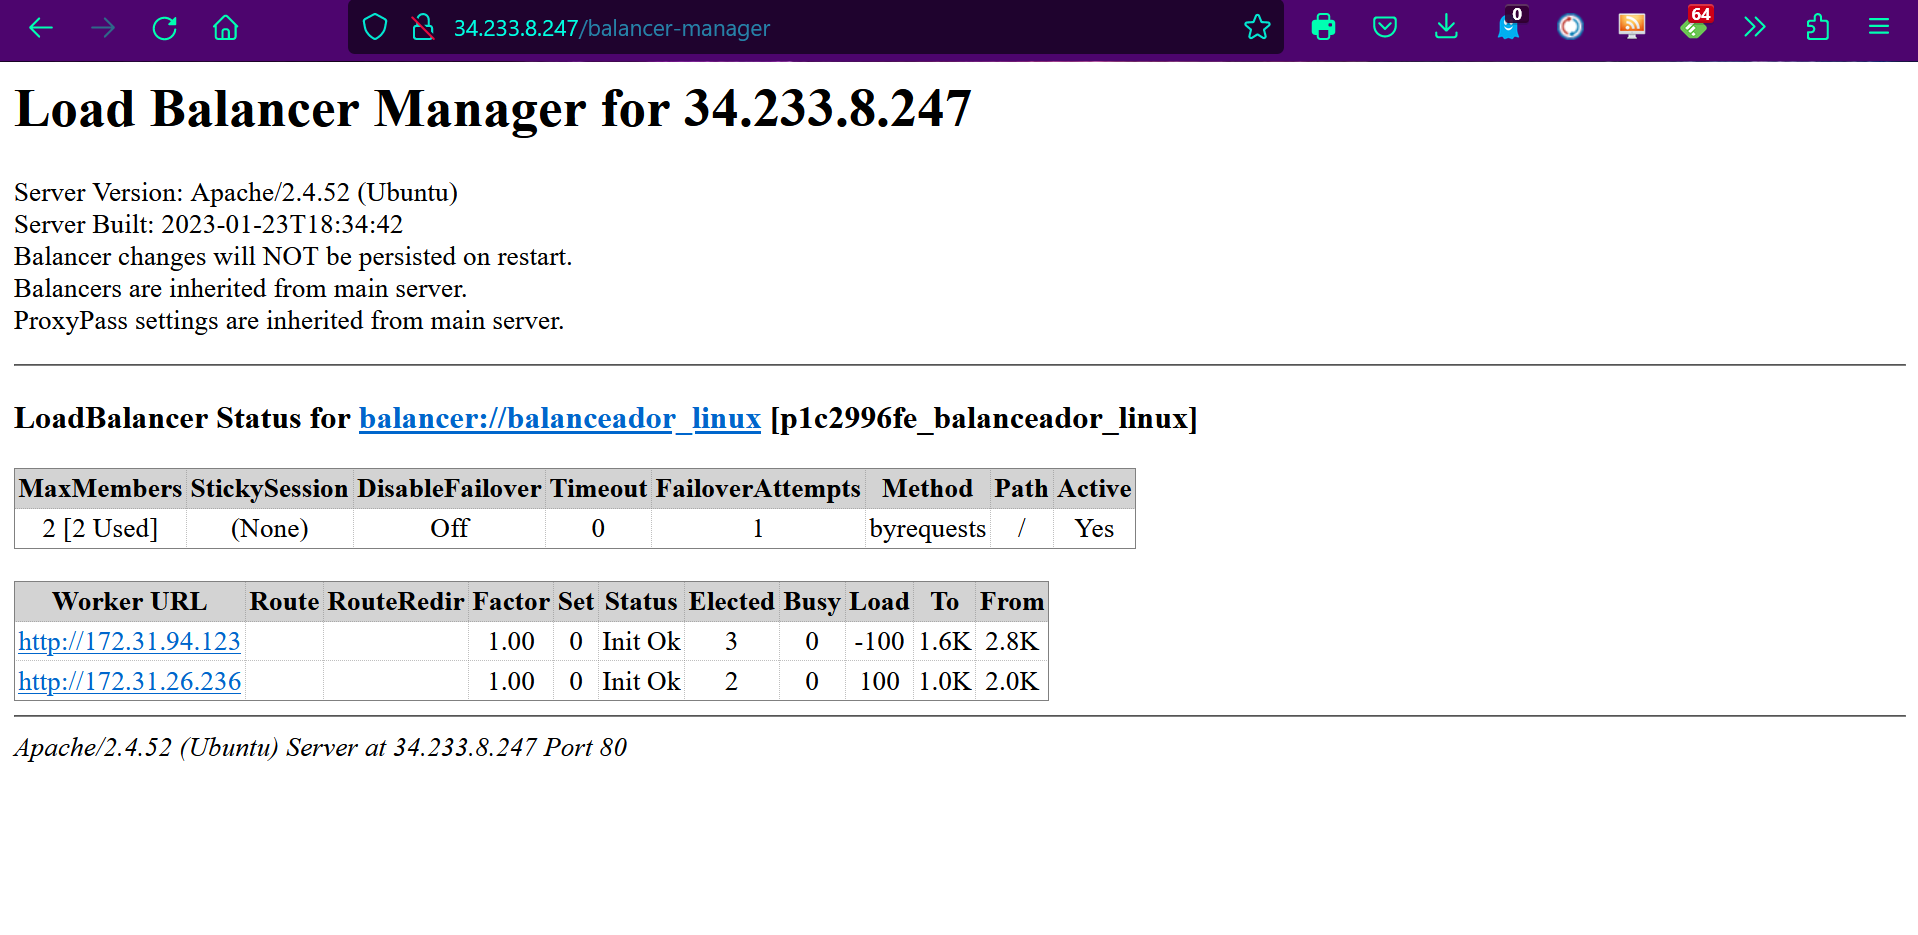 34.233.8.247/balancer-manager
0
64
Load Balancer Manager for 34.233.8.247
Server Version: Apache/2.4.52 (Ubuntu)
Server Built: 2023-01-23T18:34:42
Balancer changes will NOT be persisted on restart.
Balancers are inherited from main server.
ProxyPass settings are inherited from main server.
LoadBalancer Status for balancer://balanceador_linux [p1c2996fe_balanceador_linux]
MaxMembers StickySession DisableFailover Timeout FailoverAttempts Method Path Active
2 [2 Used] (None) Off 0 1 byrequests / Yes
Worker URL Route RouteRedir Factor Set Status Elected Busy Load To From
http://172.31.94.123 1.00 0 Init Ok 3 0 -100 1.6K 2.8K
http://172.31.26.236 1.00 0 Init Ok 2 0 100 1.0K 2.0K
Apache/2.4.52 (Ubuntu) Server at 34.233.8.247 Port 80